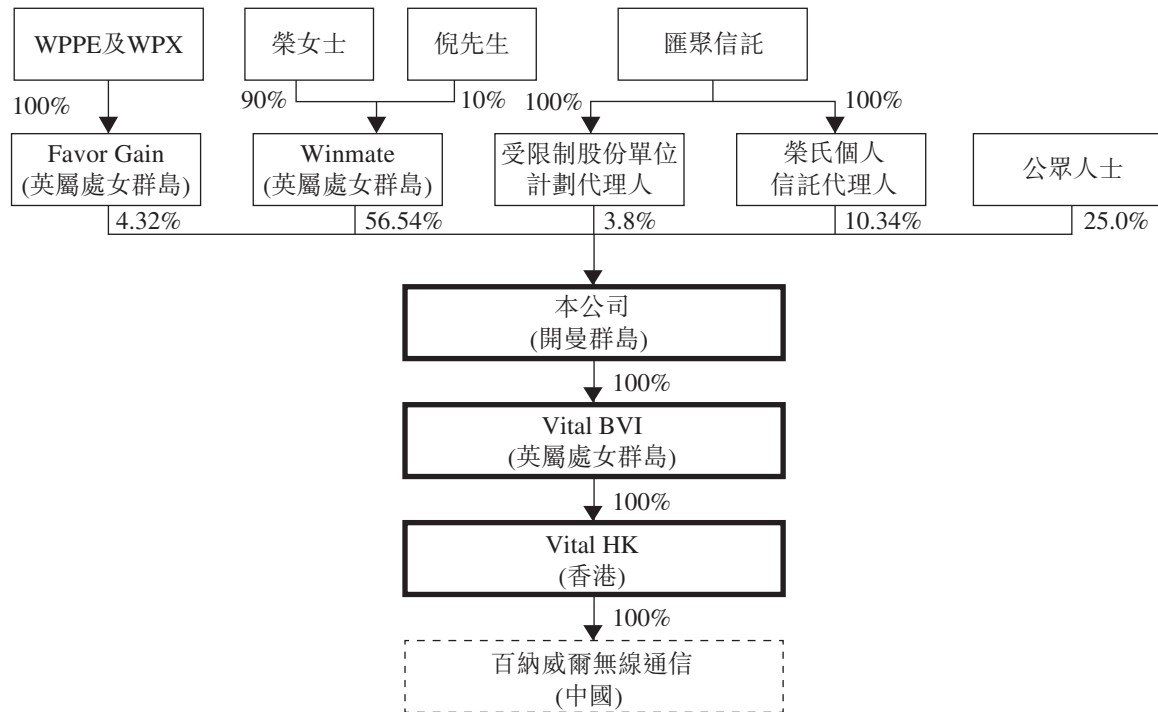 WPPE及WPX
榮女士
倪先生
匯聚信託
100%
90%
10%
100%
100%
Favor Gain
(英屬處女群島)
Winmate
(英屬處女群島)
受限制股份單位
計劃代理人
榮氏個人
信託代理人
公眾人士
4.32%
56.54%
3.8%
10.34%
25.0%
本公司
(開曼群島)
100%
Vital BVI
(英屬處女群島)
100%
Vital HK
(香港)
100%
百納威爾無線通信
(中國)